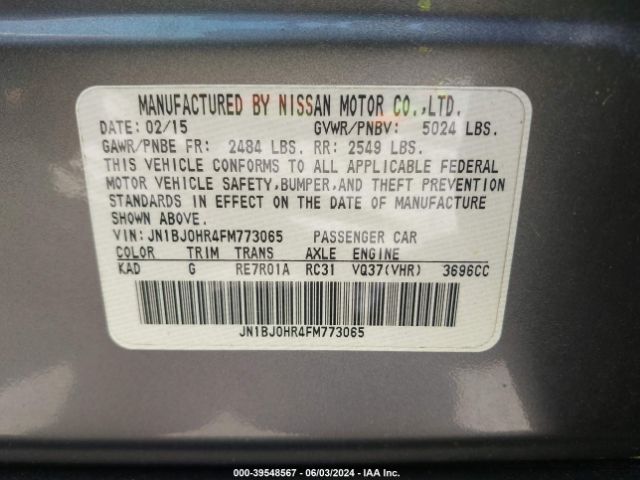 MANUFACTURED BY NISSAN MOTOR CO.,LTD.
DATE: 02/15 GVWR/PNBV: 5024 LBS.
GAWR/PNBE FR: 2484 LBS. RR: 2549 LBS.
THIS VEHICLE CONFORMS TO ALL APPLICABLE FEDERAL
MOTOR VEHICLE SAFETY,BUMPER,AND THEFT PREVENTION
STANDARDS IN EFFECT ON THE DATE OF MANUFACTURE
SHOWN ABOVE.
VIN: JN1BJ0HR4FM773065 PASSENGER CAR
COLOR TRIM TRANS AXLE ENGINE
KAD G RE7R01A RC31 VQ37(VHR) 3696CC
JN1BJ0HR4FM773065
000-39548567 - 06/03/2024 - IAA Inc.